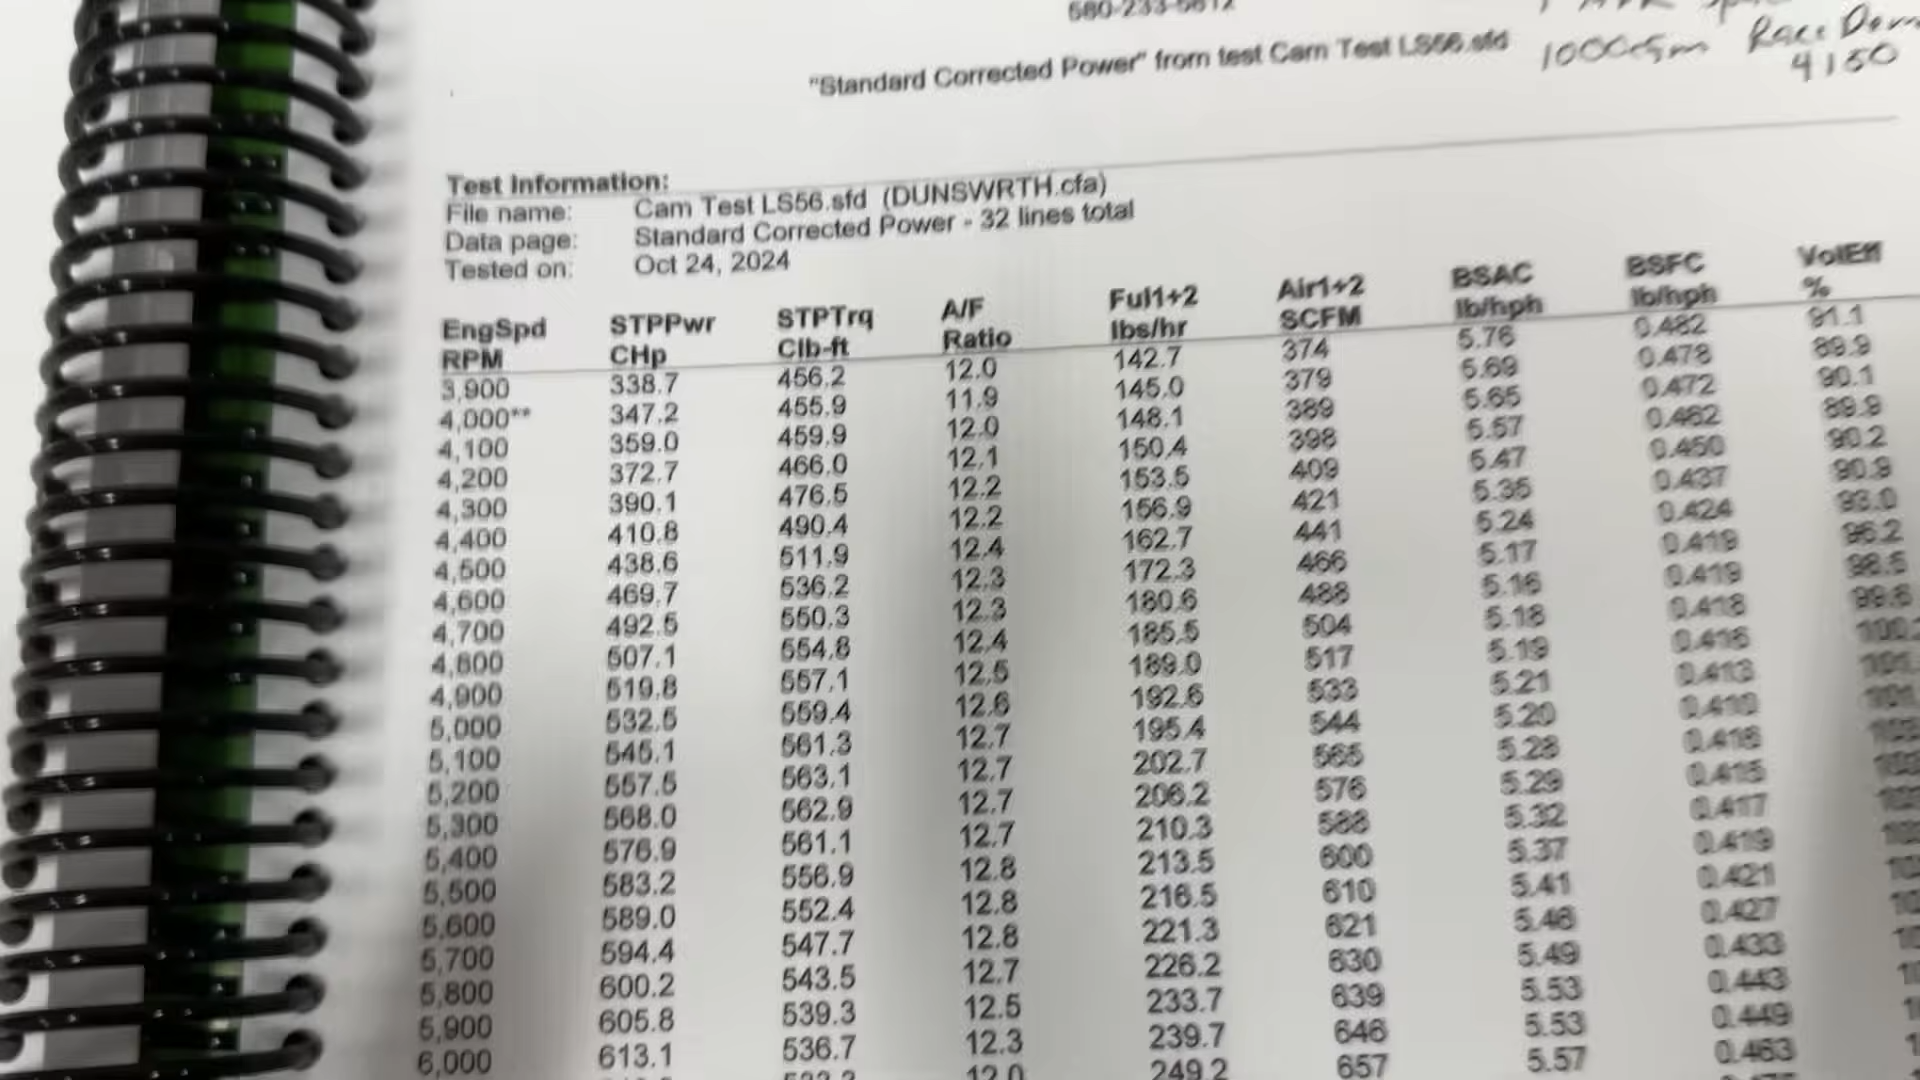 "Standard Corrected Power" from test Cam Test LS56.sfd
1000cfm Race Dem
4150
Test Information:
File name: Cam Test LS56.sfd (DUNSWRTH.cfa)
Data page: Standard Corrected Power - 32 lines total
Tested on: Oct 24, 2024
EngSpd STPPwr STPTrq A/F Ful1+2 Air1+2 BSAC BSFC VolEff
RPM CHp Clb-ft Ratio lbs/hr SCFM lb/hph lb/hph %
3,900 338.7 456.2 12.0 142.7 374 5.76 0.482 91.1
4,000** 347.2 455.9 11.9 145.0 379 5.69 0.478 89.9
4,100 359.0 459.9 12.0 148.1 389 5.65 0.472 90.1
4,200 372.7 466.0 12.1 150.4 398 5.57 0.462 89.9
4,300 390.1 476.5 12.2 153.5 409 5.47 0.450 90.2
4,400 410.8 490.4 12.2 156.9 421 5.35 0.437 90.9
4,500 438.6 511.9 12.4 162.7 441 5.24 0.424 93.0
4,600 469.7 536.2 12.3 172.3 466 5.17 0.419 96.2
4,700 492.5 550.3 12.3 180.6 488 5.16 0.419 98.5
4,800 507.1 554.8 12.4 185.5 504 5.18 0.418 99.6
4,900 519.8 557.1 12.5 189.0 517 5.19 0.416
5,000 532.5 559.4 12.6 192.6 533 5.21 0.413
5,100 545.1 561.3 12.7 195.4 544 5.20 0.410
5,200 557.5 563.1 12.7 202.7 565 5.28 0.416
5,300 568.0 562.9 12.7 206.2 576 5.29 0.415
5,400 576.9 561.1 12.7 210.3 588 5.32 0.417
5,500 583.2 556.9 12.8 213.5 600 5.37 0.419
5,600 589.0 552.4 12.8 216.5 610 5.41 0.421
5,700 594.4 547.7 12.8 221.3 621 5.46 0.427
5,800 600.2 543.5 12.7 226.2 630 5.49 0.433
5,900 605.8 539.3 12.5 233.7 639 5.53 0.443
6,000 613.1 536.7 12.3 239.7 646 5.53 0.449
12.0 249.2 657 5.57 0.463